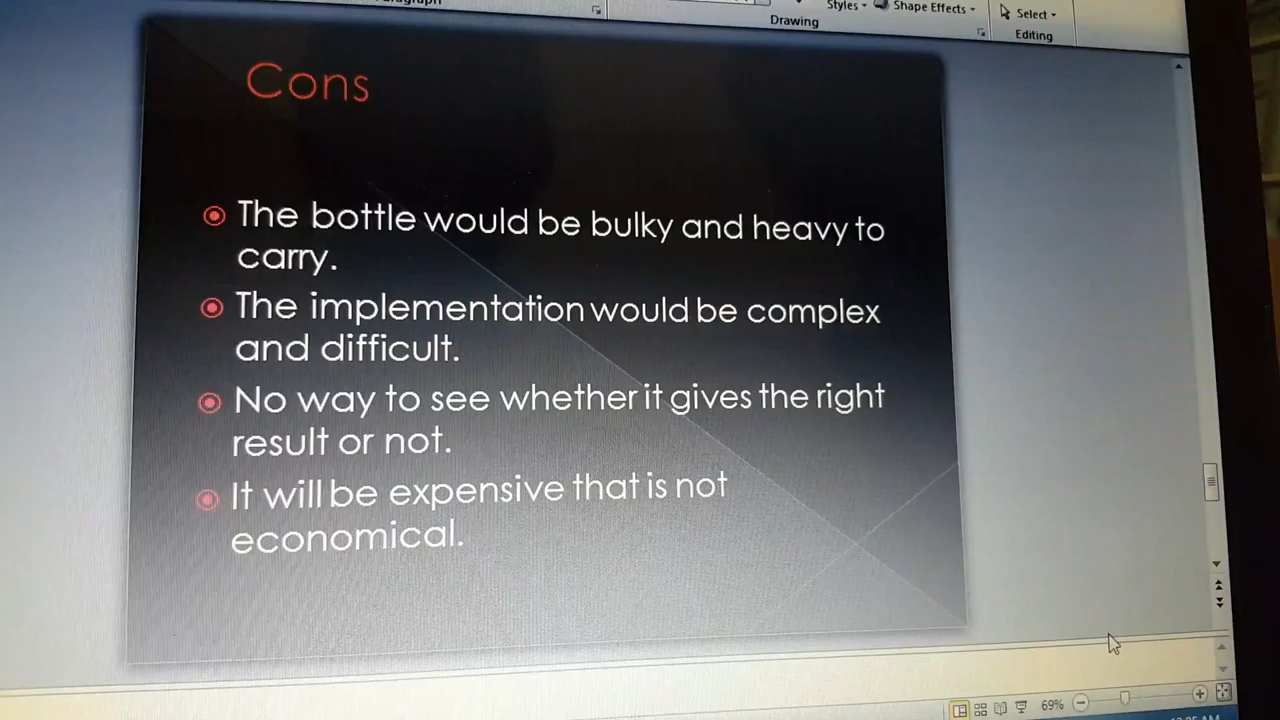 Styles
Shape Effects
Select
Drawing
Editing
Cons
The bottle would be bulky and heavy to
carry.
The implementation would be complex
and difficult.
No way to see whether it gives the right
result or not.
It will be expensive that is not
economical.
69%